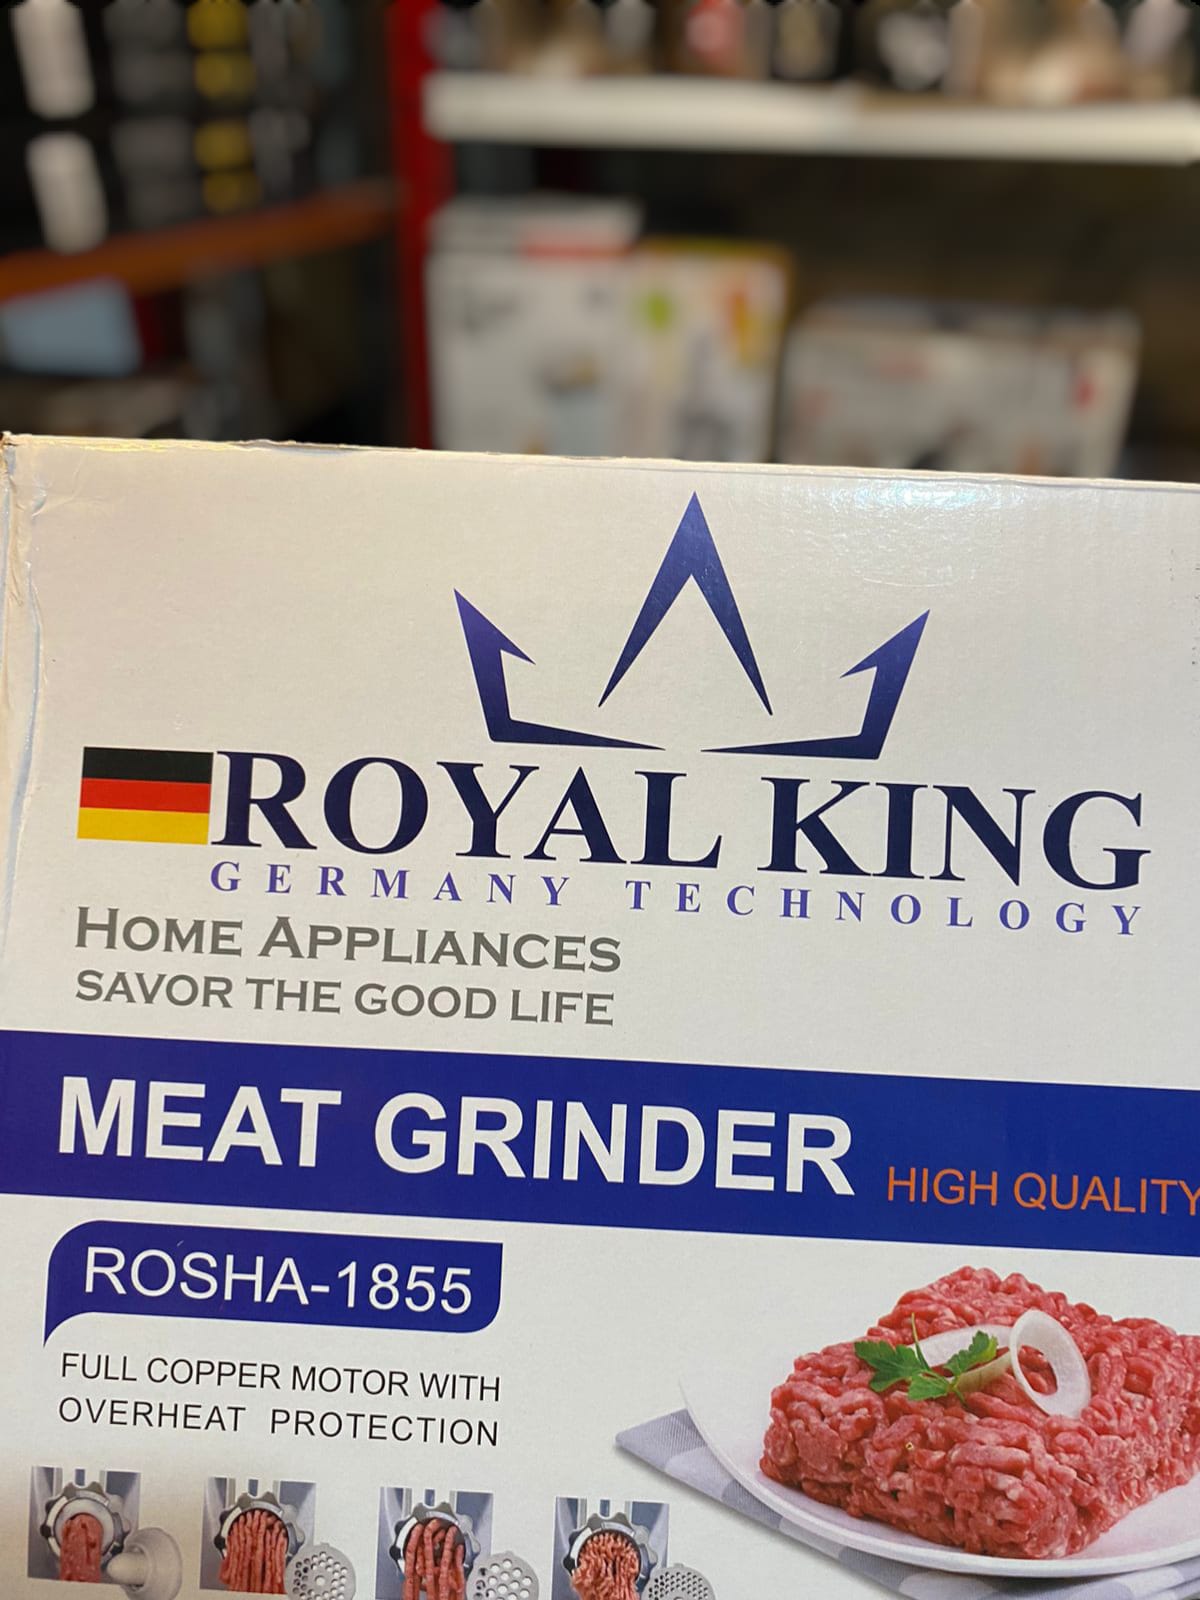 ROYAL KING
GERMANY TECHNOLOGY
HOME APPLIANCES
SAVOR THE GOOD LIFE
MEAT GRINDER HIGH QUALITY
ROSHA-1855
FULL COPPER MOTOR WITH
OVERHEAT PROTECTION